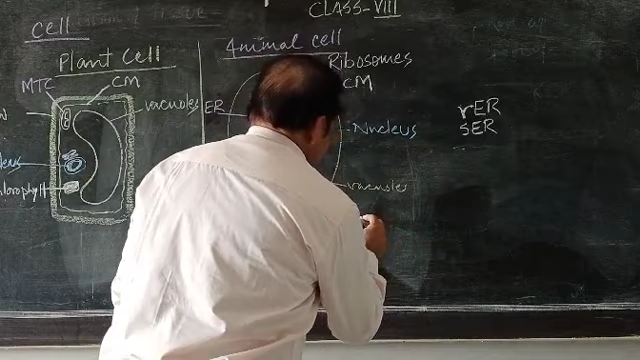 CLASS-VIII
cell
Plant Cell
MTC
CM
vacuoles
Animal cell
Ribosomes
CM
ER
Nucleus
vacuoles
rER
SER